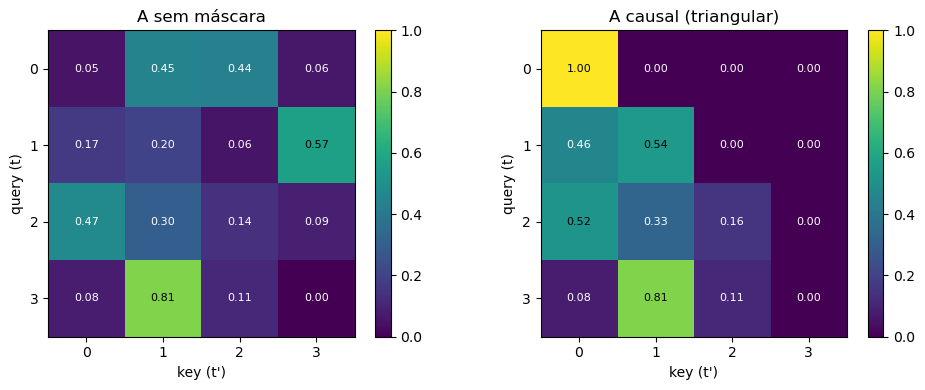 A sem máscara
0.05 0.45 0.44 0.06
0.17 0.20 0.06 0.57
0.47 0.30 0.14 0.09
0.08 0.81 0.11 0.00
0
1
2
3
query (t)
0 1 2 3
key (t')
1.0
0.8
0.6
0.4
0.2
0.0
A causal (triangular)
1.00 0.00 0.00 0.00
0.46 0.54 0.00 0.00
0.52 0.33 0.16 0.00
0.08 0.81 0.11 0.00
0
1
2
3
query (t)
0 1 2 3
key (t')
1.0
0.8
0.6
0.4
0.2
0.0